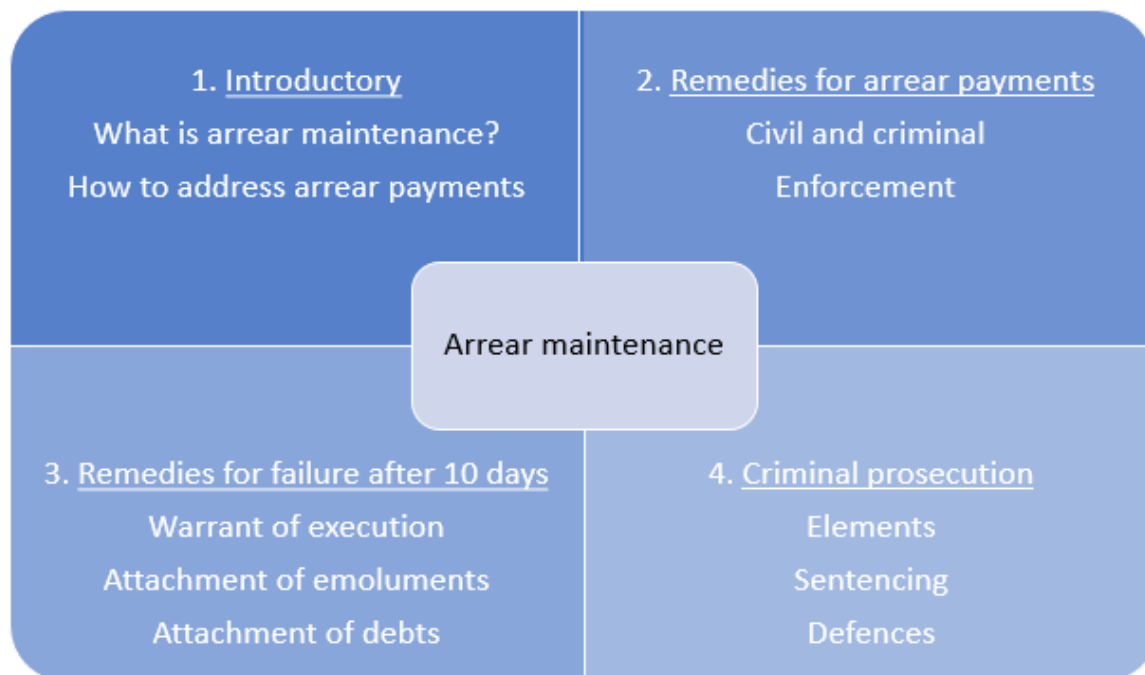 1. Introductory
What is arrear maintenance?
How to address arrear payments
2. Remedies for arrear payments
Civil and criminal
Enforcement
Arrear maintenance
3. Remedies for failure after 10 days
Warrant of execution
Attachment of emoluments
Attachment of debts
4. Criminal prosecution
Elements
Sentencing
Defences